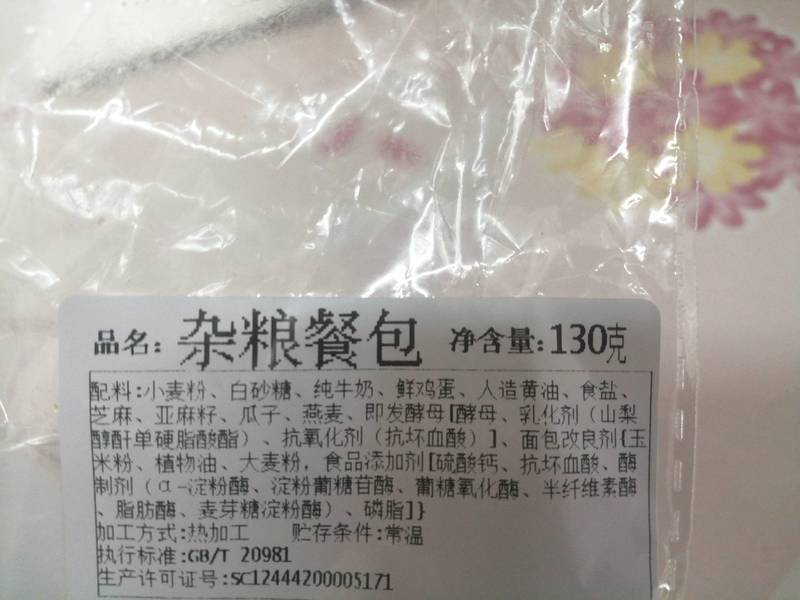 品名：杂粮餐包 净含量：130克
配料：小麦粉、白砂糖、纯牛奶、鲜鸡蛋、人造黄油、食盐、
芝麻、亚麻籽、瓜子、燕麦、即发酵母[酵母、乳化剂（山梨
醇酐单硬脂酸酯）、抗氧化剂（抗坏血酸）]、面包改良剂{玉
米粉、植物油、大麦粉，食品添加剂[硫酸钙、抗坏血酸、酶
制剂（α-淀粉酶、淀粉葡糖苷酶、葡糖氧化酶、半纤维素酶
、脂肪酶、麦芽糖淀粉酶）、磷脂]}
加工方式：热加工 贮存条件：常温
执行标准：GB/T 20981
生产许可证号：SC12444200005171